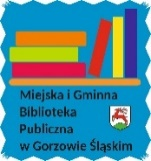 Miejska i Gminna
Biblioteka
Publiczna
w Gorzowie Śląskim